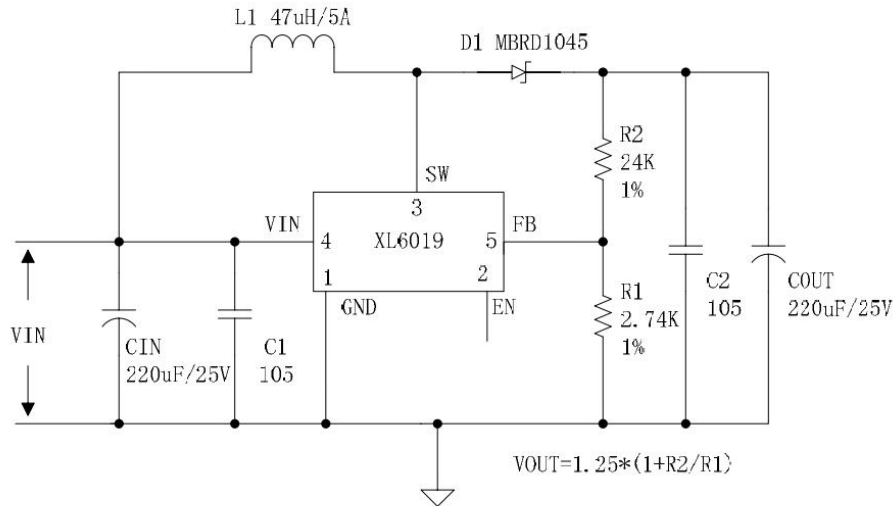 L1 47uH/5A
D1 MBRD1045
R2
24K
1%
SW
3
VIN
FB
4
XL6019
5
1
2
GND
EN
R1
2.74K
1%
C2
105
COUT
220uF/25V
VIN
CIN
220uF/25V
C1
105
VOUT=1.25*(1+R2/R1)